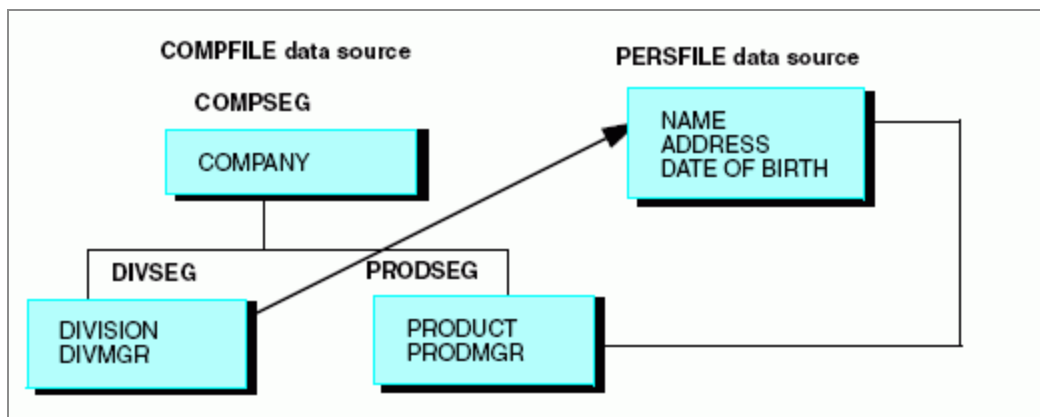 COMPFILE data source
PERSFILE data source
COMPSEG
COMPANY
NAME
ADDRESS
DATE OF BIRTH
DIVSEG
PRODSEG
DIVISION
DIVMGR
PRODUCT
PRODMGR